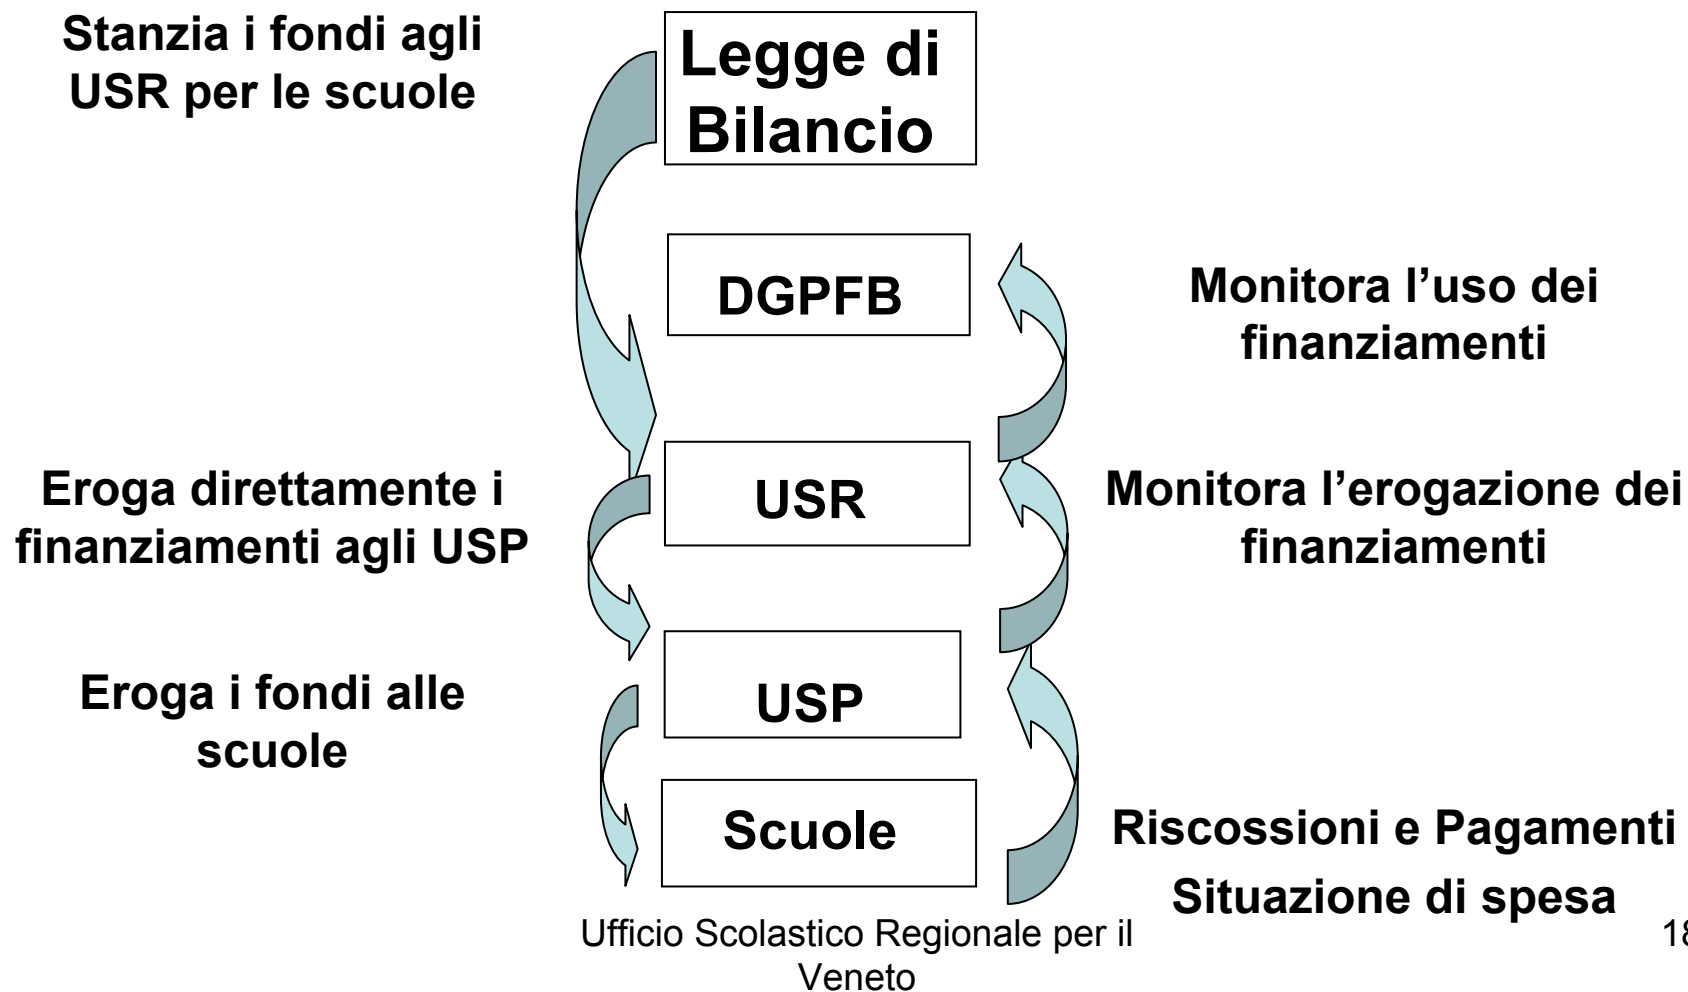 Stanzia i fondi agli
USR per le scuole
Legge di
Bilancio
DGPFB
Monitora l’uso dei
finanziamenti
Eroga direttamente i
finanziamenti agli USP
USR
Monitora l’erogazione dei
finanziamenti
Eroga i fondi alle
scuole
USP
Scuole
Riscossioni e Pagamenti
Situazione di spesa
Ufficio Scolastico Regionale per il
Veneto
18